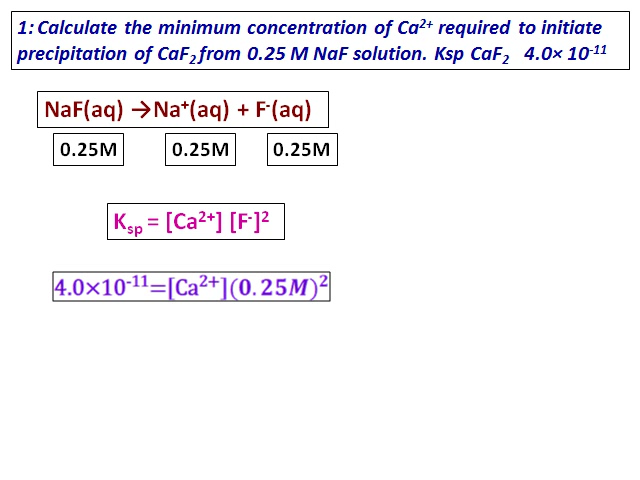 1: Calculate the minimum concentration of Ca²⁺ required to initiate
precipitation of CaF₂ from 0.25 M NaF solution. Ksp CaF₂ 4.0× 10⁻¹¹
NaF(aq) →Na⁺(aq) + F⁻(aq)
0.25M 0.25M 0.25M
Kₛₚ = [Ca²⁺] [F⁻]²
4.0×10⁻¹¹=[Ca²⁺](0.25M)²